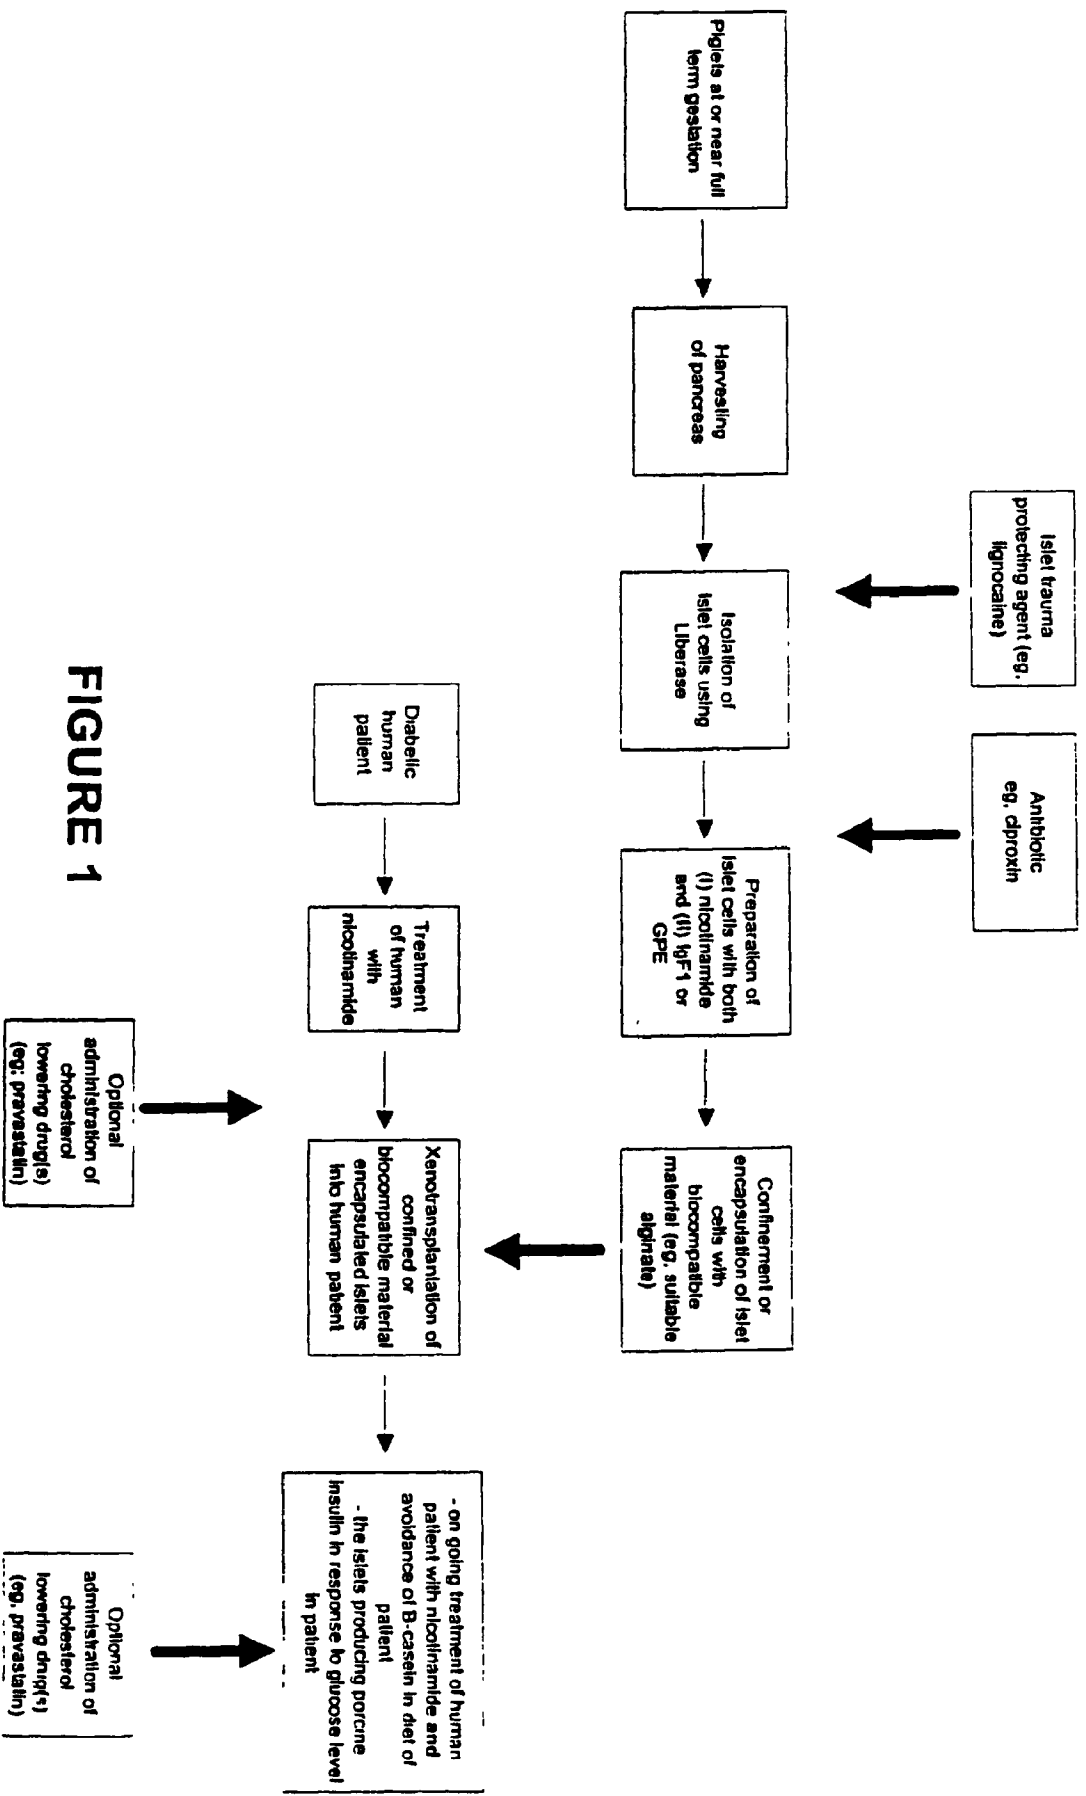 Islet trauma
protecting agent (eg,
lignocaine)
Antibiotic
eg, ciproxin
Piglets at or near full
term gestation
Harvesting
of pancreas
Isolation of
islet cells using
Liberase
Preparation of
islet cells with both
(i) nicotinamide
and (ii) IgF1 or
GPE
Confinement or
encapsulation of islet
cells with
biocompatible
material (eg, suitable
alginate)
Diabetic
human
patient
Treatment
of human
with
nicotinamide
Xenotransplantation of
confined or
biocompatible material
encapsulated islets
into human patient
- on going treatment of human
patient with nicotinamide and
avoidance of B-casein in diet of
patient
- the islets producing porcine
insulin in response to glucose level
in patient
Optional
administration of
cholesterol
lowering drug(s)
(eg; pravastatin)
Optional
administration of
cholesterol
lowering drug(s)
(eg, pravastatin)
FIGURE 1